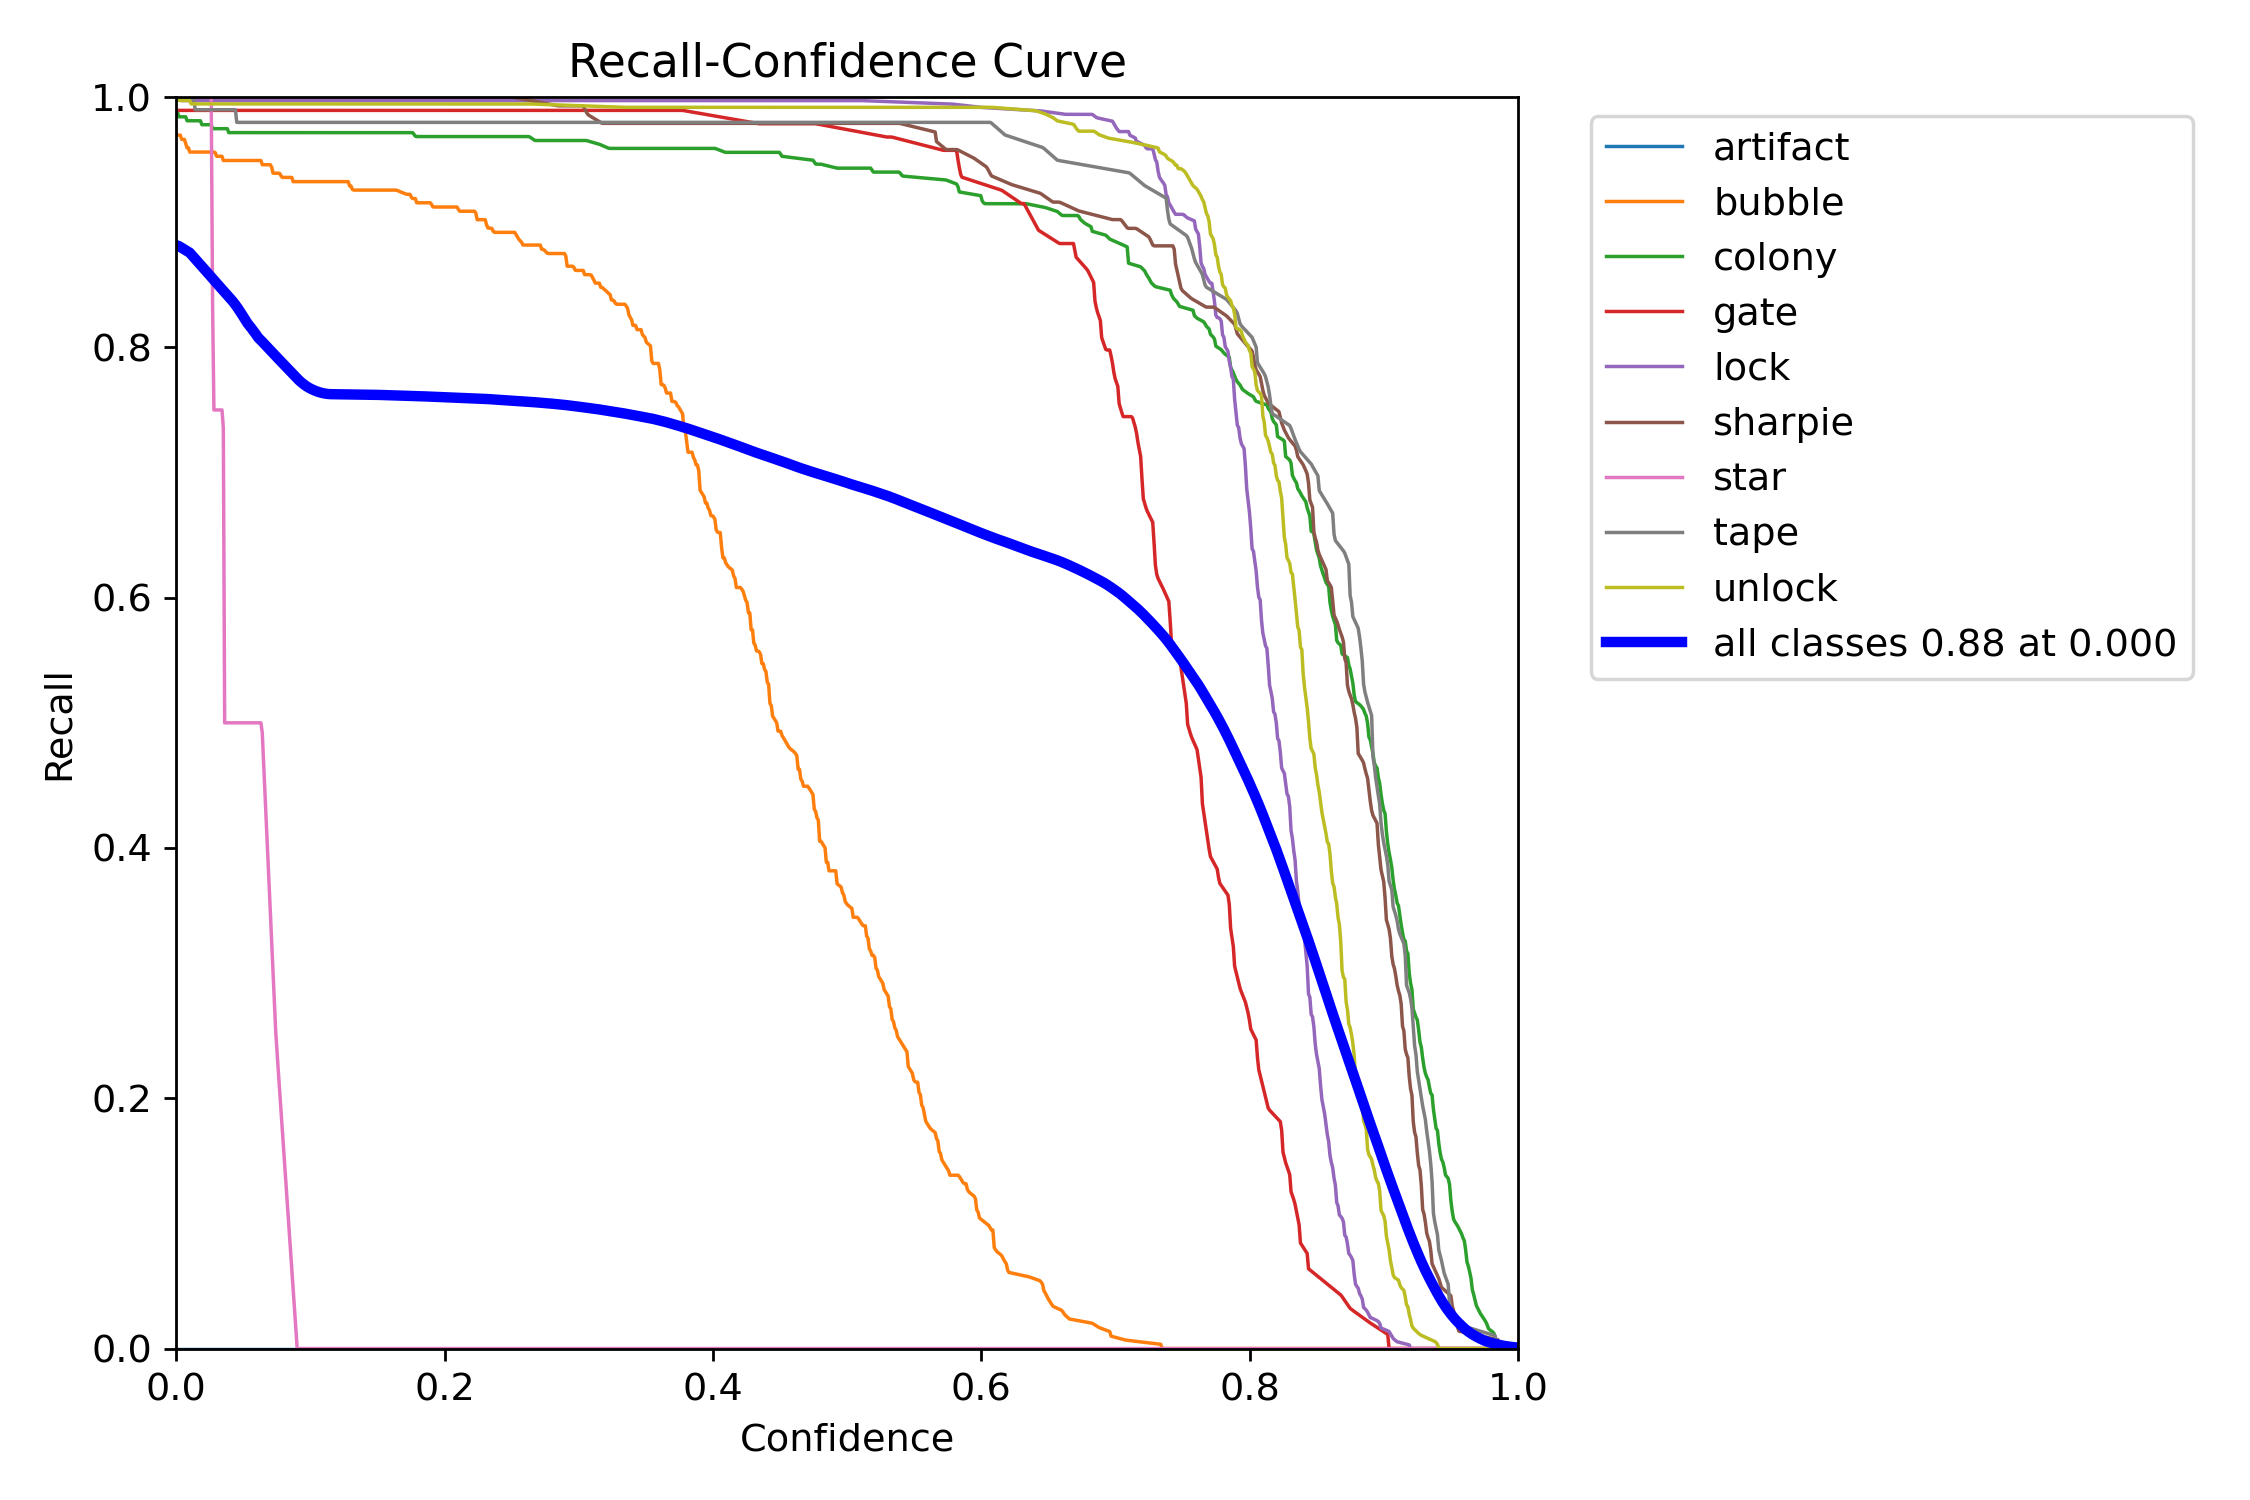 Recall-Confidence Curve
1.0
0.8
0.6
0.4
0.2
0.0
Recall
0.0 0.2 0.4 0.6 0.8 1.0
Confidence
artifact
bubble
colony
gate
lock
sharpie
star
tape
unlock
all classes 0.88 at 0.000